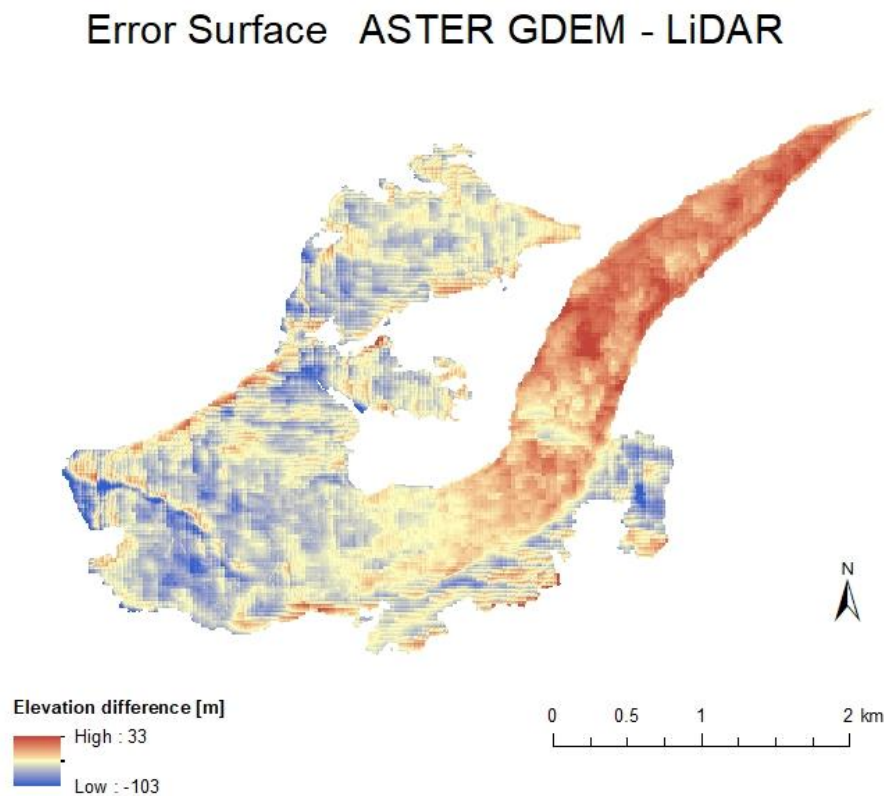 Error Surface ASTER GDEM - LiDAR
N
Elevation difference [m]
High : 33
Low : -103
0 0.5 1 2 km